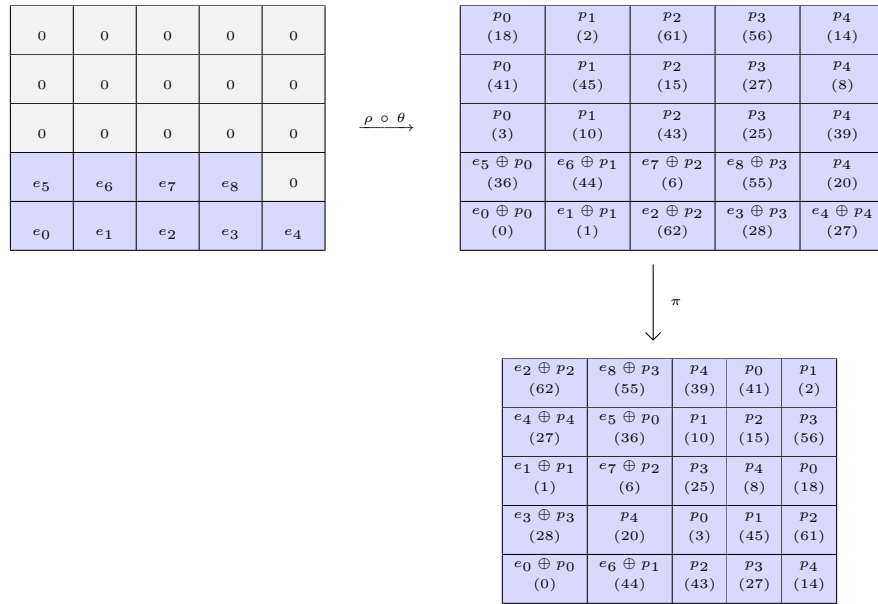 0 0 0 0 0
0 0 0 0 0
0 0 0 0 0
e₅ e₆ e₇ e₈ 0
e₀ e₁ e₂ e₃ e₄
ρ ∘ θ
p₀ p₁ p₂ p₃ p₄
(18) (2) (61) (56) (14)
p₀ p₁ p₂ p₃ p₄
(41) (45) (15) (27) (8)
p₀ p₁ p₂ p₃ p₄
(3) (10) (43) (25) (39)
e₅ ⊕ p₀ e₆ ⊕ p₁ e₇ ⊕ p₂ e₈ ⊕ p₃ p₄
(36) (44) (6) (55) (20)
e₀ ⊕ p₀ e₁ ⊕ p₁ e₂ ⊕ p₂ e₃ ⊕ p₃ e₄ ⊕ p₄
(0) (1) (62) (28) (27)
π
e₂ ⊕ p₂ e₈ ⊕ p₃ p₄ p₀ p₁
(62) (55) (39) (41) (2)
e₄ ⊕ p₄ e₅ ⊕ p₀ p₁ p₂ p₃
(27) (36) (10) (15) (56)
e₁ ⊕ p₁ e₇ ⊕ p₂ p₃ p₄ p₀
(1) (6) (25) (8) (18)
e₃ ⊕ p₃ p₄ p₀ p₁ p₂
(28) (20) (3) (45) (61)
e₀ ⊕ p₀ e₆ ⊕ p₁ p₂ p₃ p₄
(0) (44) (43) (27) (14)